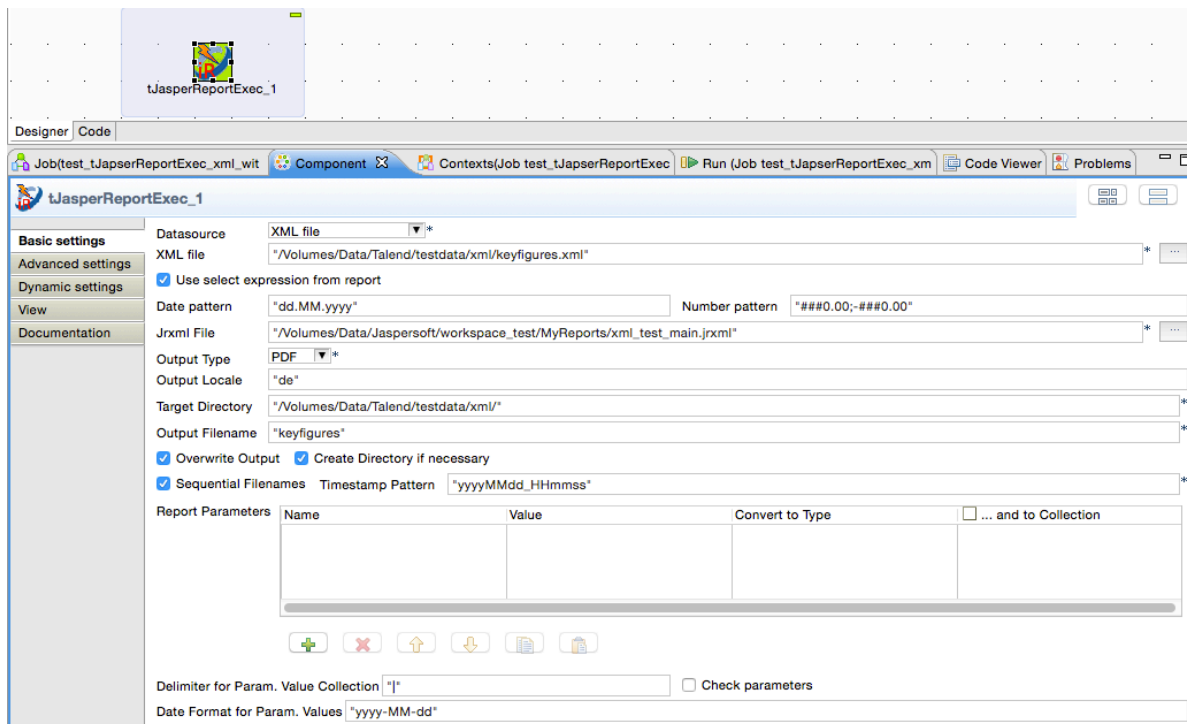 tJasperReportExec_1
Designer Code
Job(test_tJapserReportExec_xml_wit Component Contexts(Job test_tJapserReportExec Run (Job test_tJapserReportExec_xm Code Viewer Problems
tJasperReportExec_1
Basic settings
Advanced settings
Dynamic settings
View
Documentation
Datasource XML file *
XML file "/Volumes/Data/Talend/testdata/xml/keyfigures.xml" * ...
Use select expression from report
Date pattern "dd.MM.yyyy" Number pattern "###0.00;-###0.00"
Jrxml File "/Volumes/Data/Jaspersoft/workspace_test/MyReports/xml_test_main.jrxml" * ...
Output Type PDF *
Output Locale "de"
Target Directory "/Volumes/Data/Talend/testdata/xml/" *
Output Filename "keyfigures" *
Overwrite Output Create Directory if necessary
Sequential Filenames Timestamp Pattern "yyyyMMdd_HHmmss" *
Report Parameters Name Value Convert to Type ... and to Collection
Delimiter for Param. Value Collection "|" Check parameters
Date Format for Param. Values "yyyy-MM-dd"